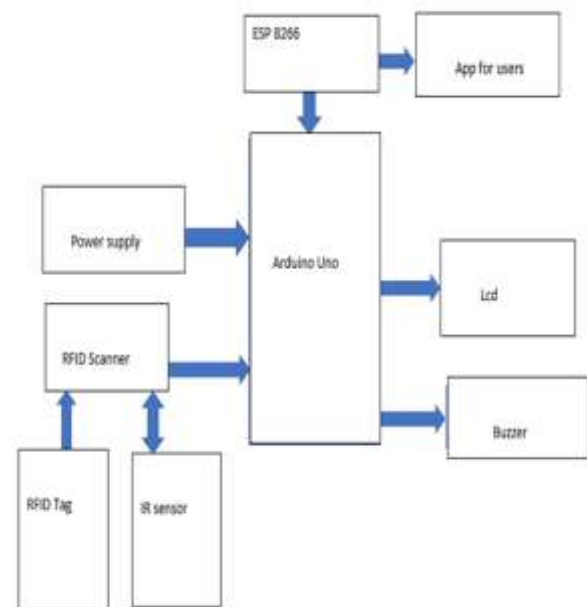 ESP 8266
App for users
Power supply
Arduino Uno
Lcd
RFID Scanner
Buzzer
RFID Tag
IR sensor